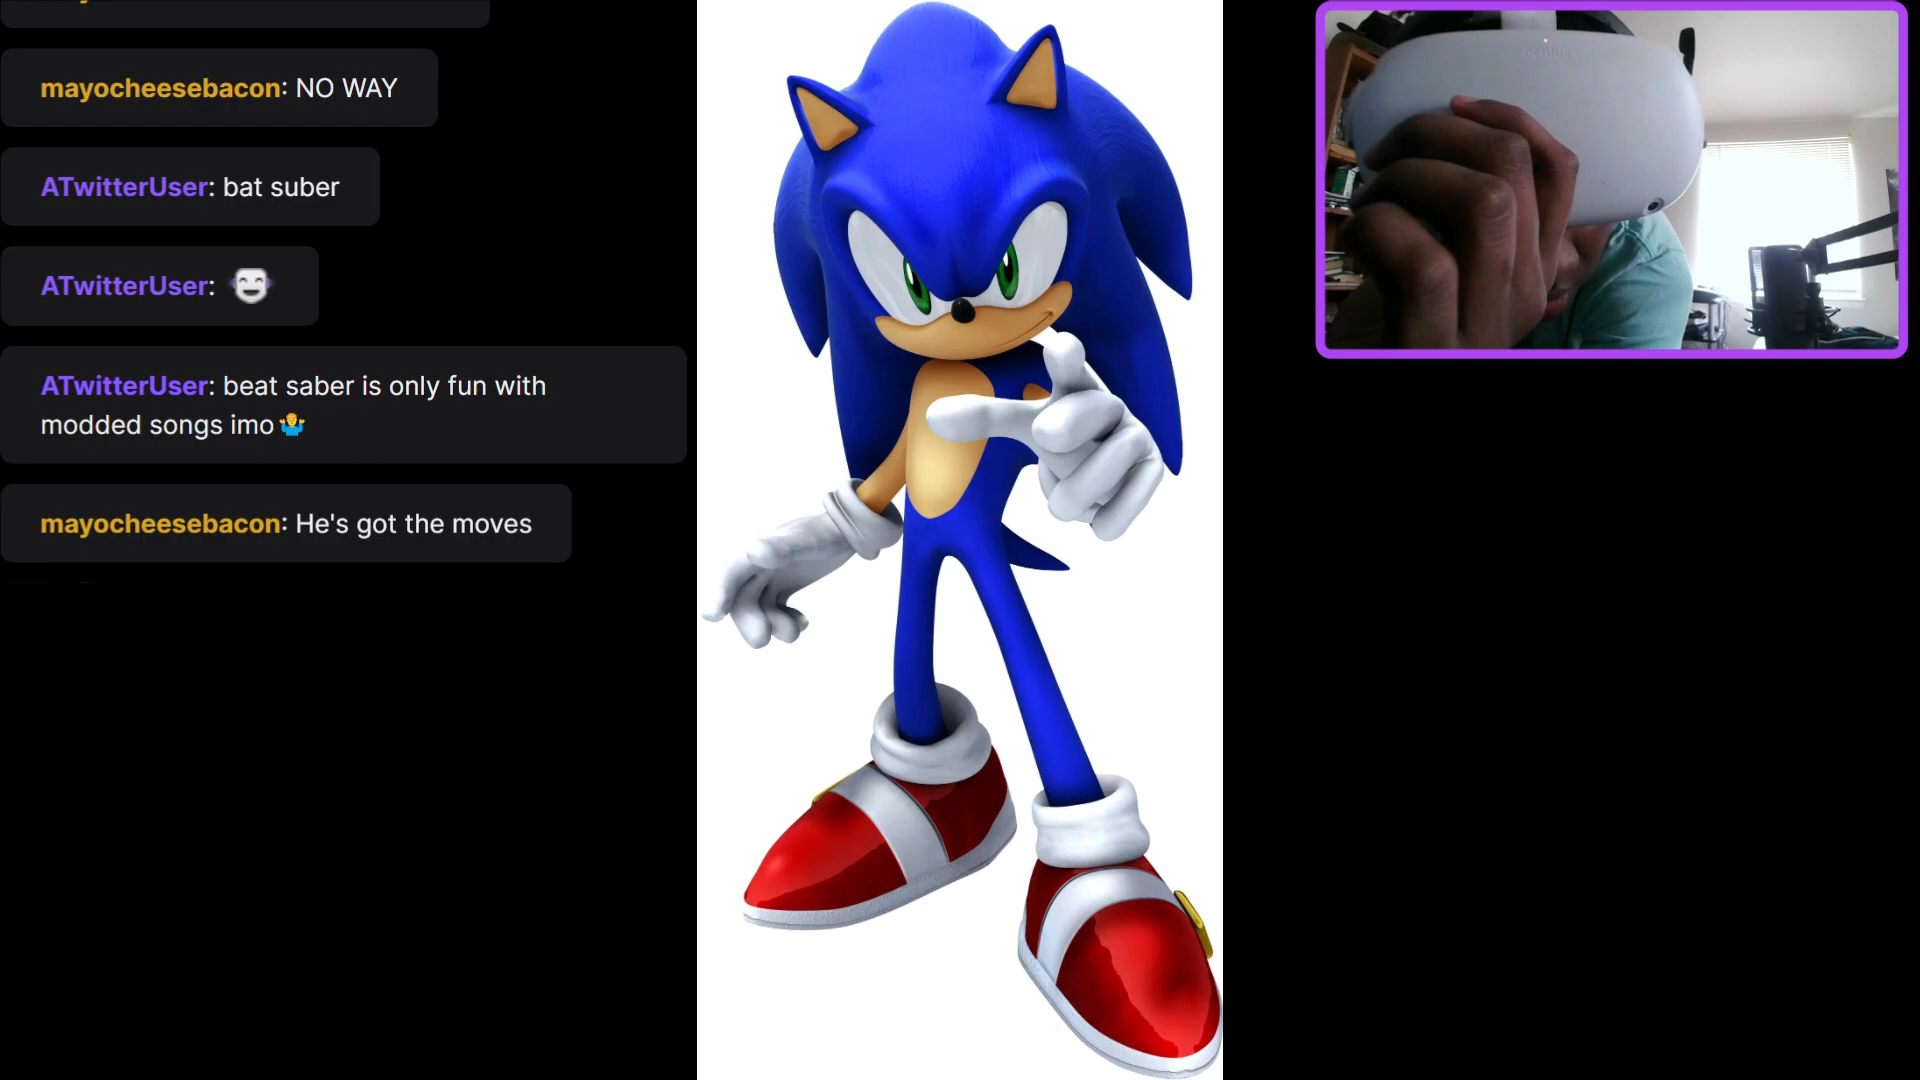 mayocheesebacon: NO WAY
ATwitterUser: bat suber
ATwitterUser:
ATwitterUser: beat saber is only fun with
modded songs imo🤷
mayocheesebacon: He's got the moves